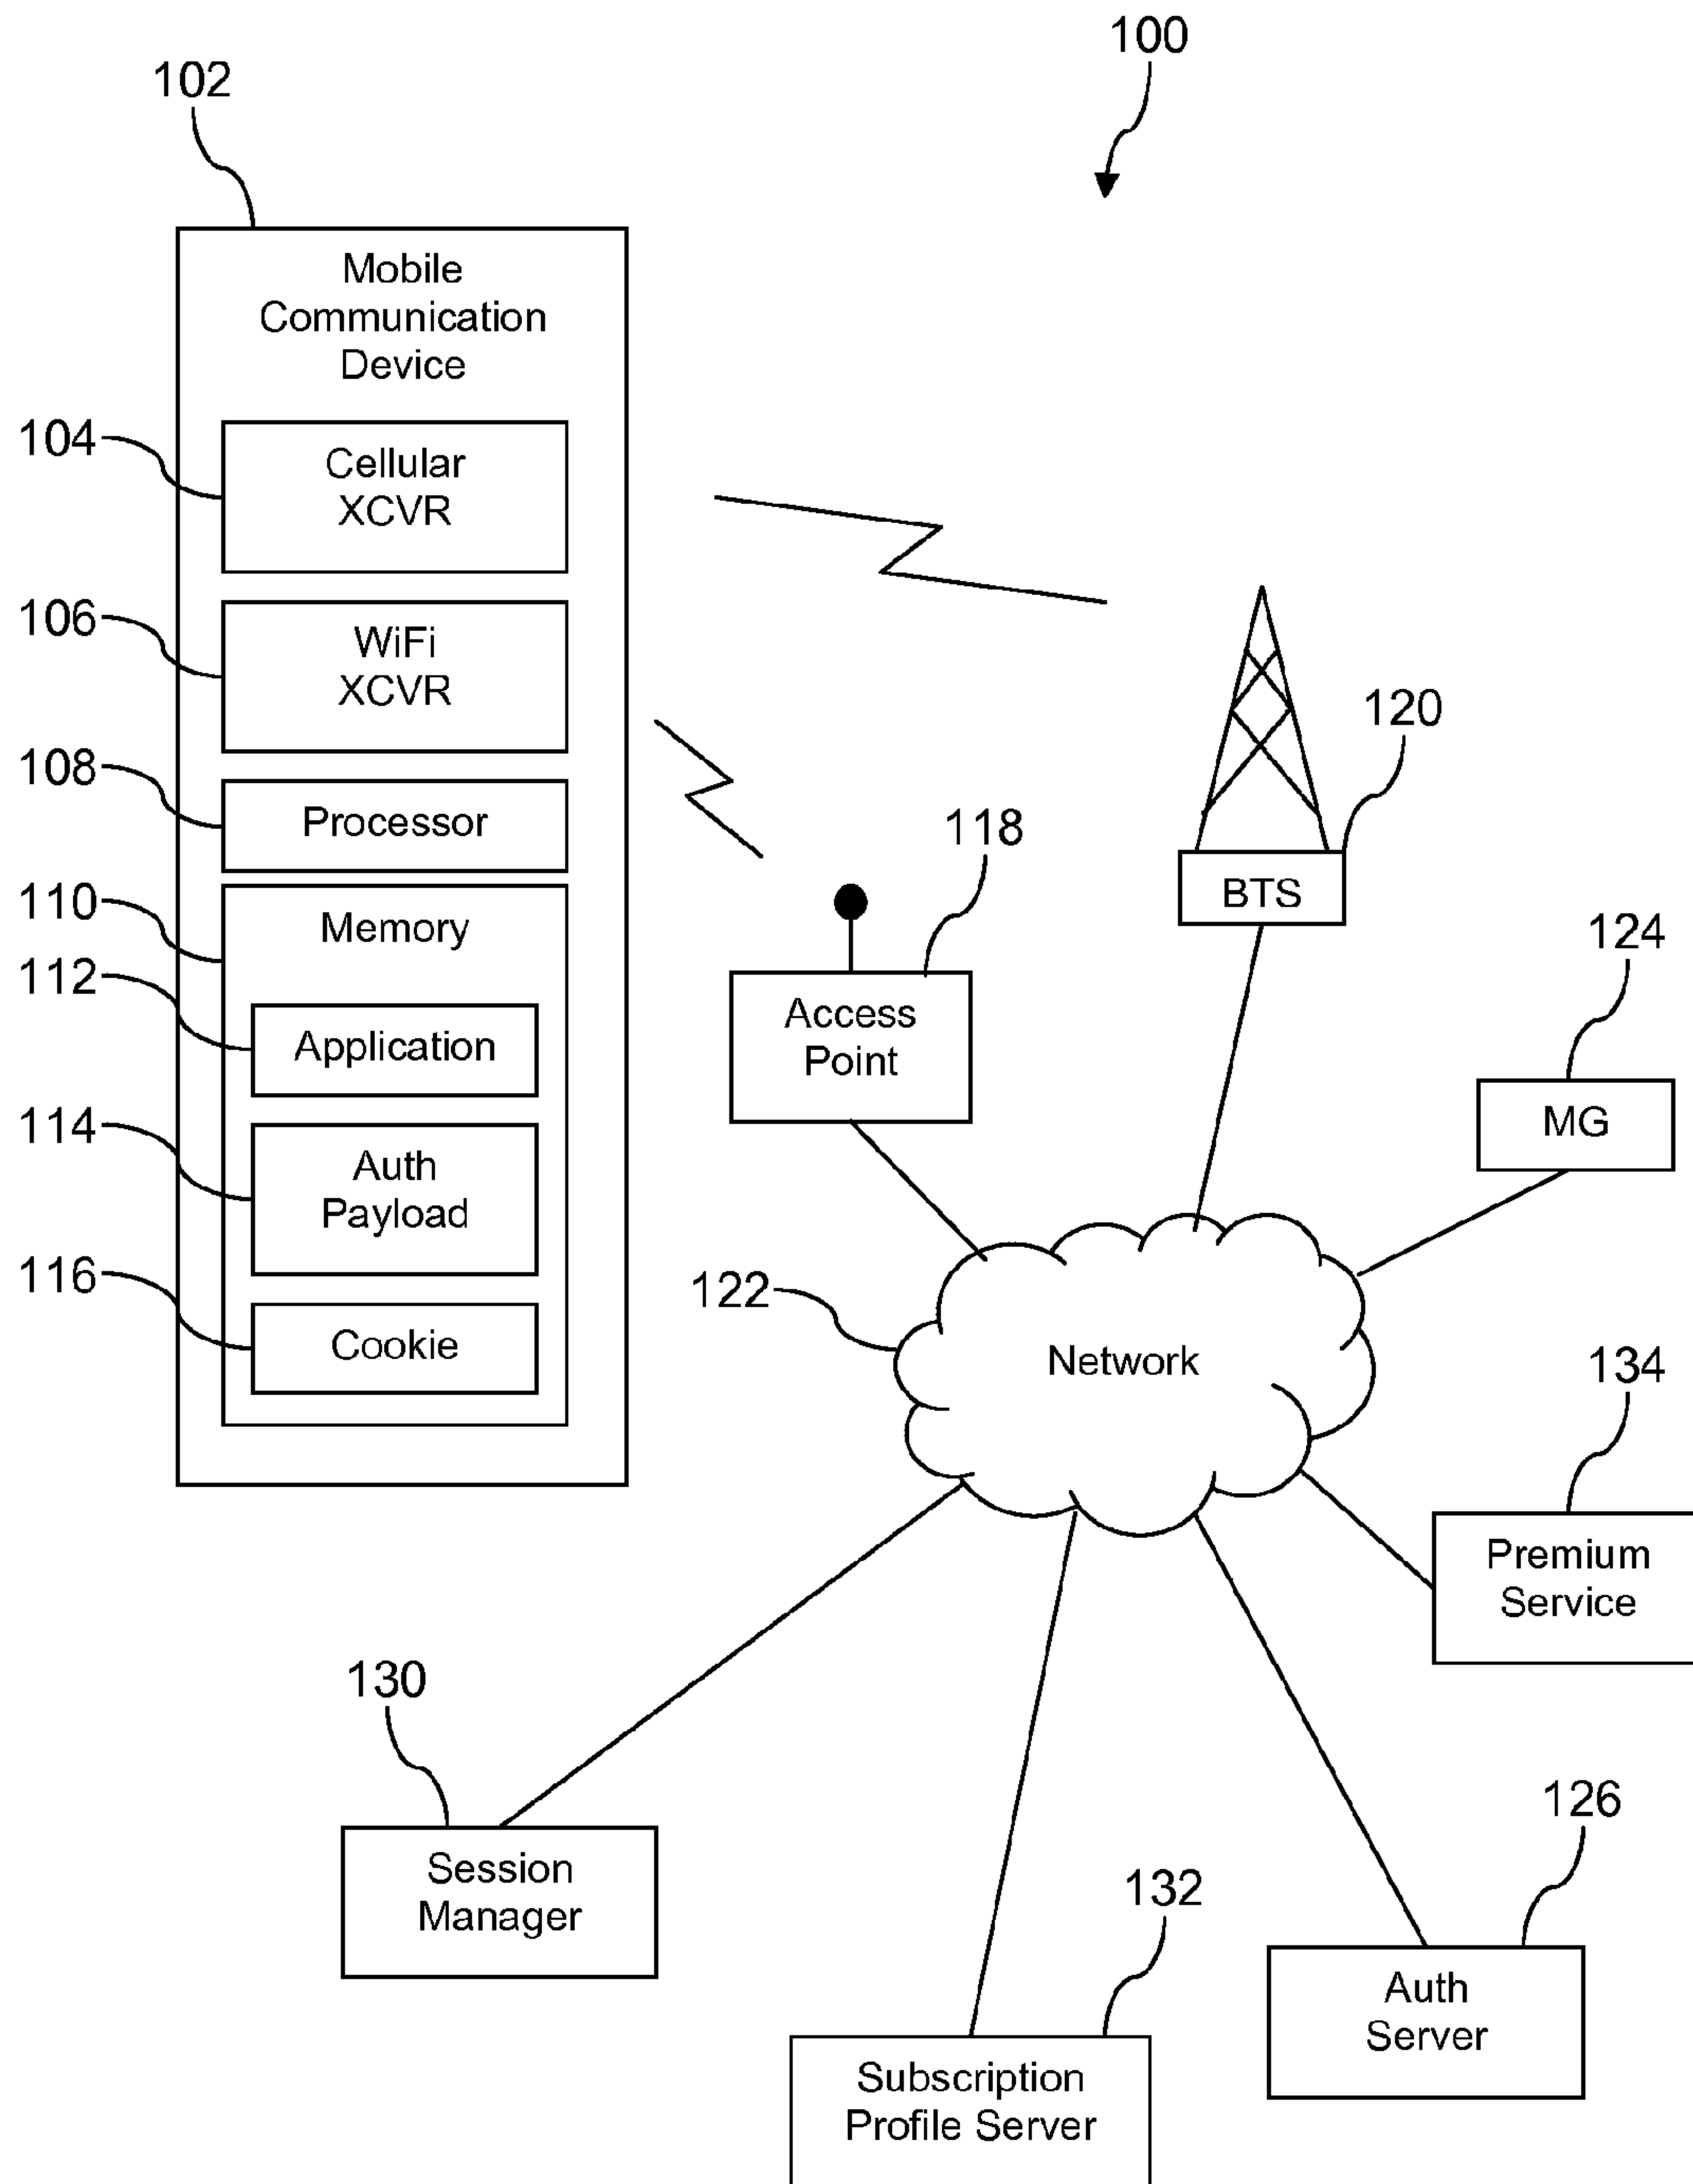 100
102
Mobile
Communication
Device
104
Cellular
XCVR
106
WiFi
XCVR
108
Processor
110
Memory
112
Application
114
Auth
Payload
116
Cookie
120
BTS
118
Access
Point
124
MG
122
Network
134
Premium
Service
130
Session
Manager
126
Auth
Server
132
Subscription
Profile Server